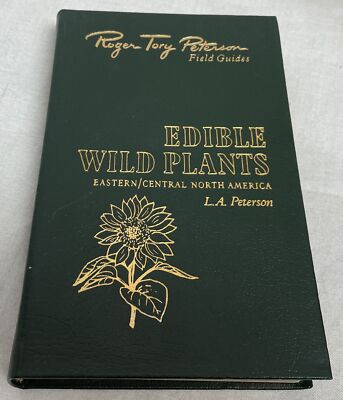 Roger Tory Peterson
Field Guides
EDIBLE
WILD PLANTS
EASTERN/CENTRAL NORTH AMERICA
L.A. Peterson